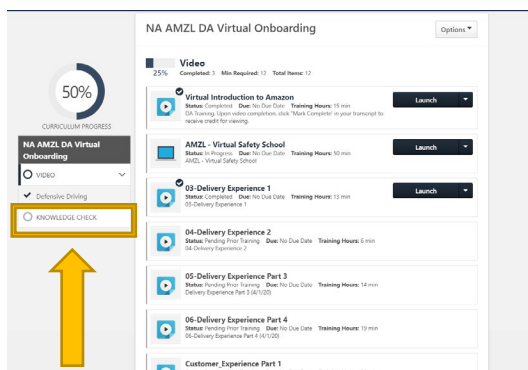 NA AMZL DA Virtual Onboarding
Options
50%
CURRICULUM PROGRESS
NA AMZL DA Virtual
Onboarding
VIDEO
Defensive Driving
KNOWLEDGE CHECK
Video
25% Completed: 3 Min Required: 12 Total Items: 12
Virtual Introduction to Amazon
Status: Completed Due: No Due Date Training Hours: 15 min
DA Training. Upon video completion, click "Mark Complete' in your transcript to
receive credit for viewing.
Launch
AMZL - Virtual Safety School
Status: In Progress Due: No Due Date Training Hours: 50 min
AMZL - Virtual Safety School
Launch
03-Delivery Experience 1
Status: Completed Due: No Due Date Training Hours: 13 min
03-Delivery Experience 1
Launch
04-Delivery Experience 2
Status: Pending Prior Training Due: No Due Date Training Hours: 6 min
04-Delivery Experience 2
05-Delivery Experience Part 3
Status: Pending Prior Training Due: No Due Date Training Hours: 14 min
Delivery Experience Part 3 (4/1/20)
06-Delivery Experience Part 4
Status: Pending Prior Training Due: No Due Date Training Hours: 19 min
06-Delivery Experience Part 4 (4/1/20)
Customer_Experience Part 1